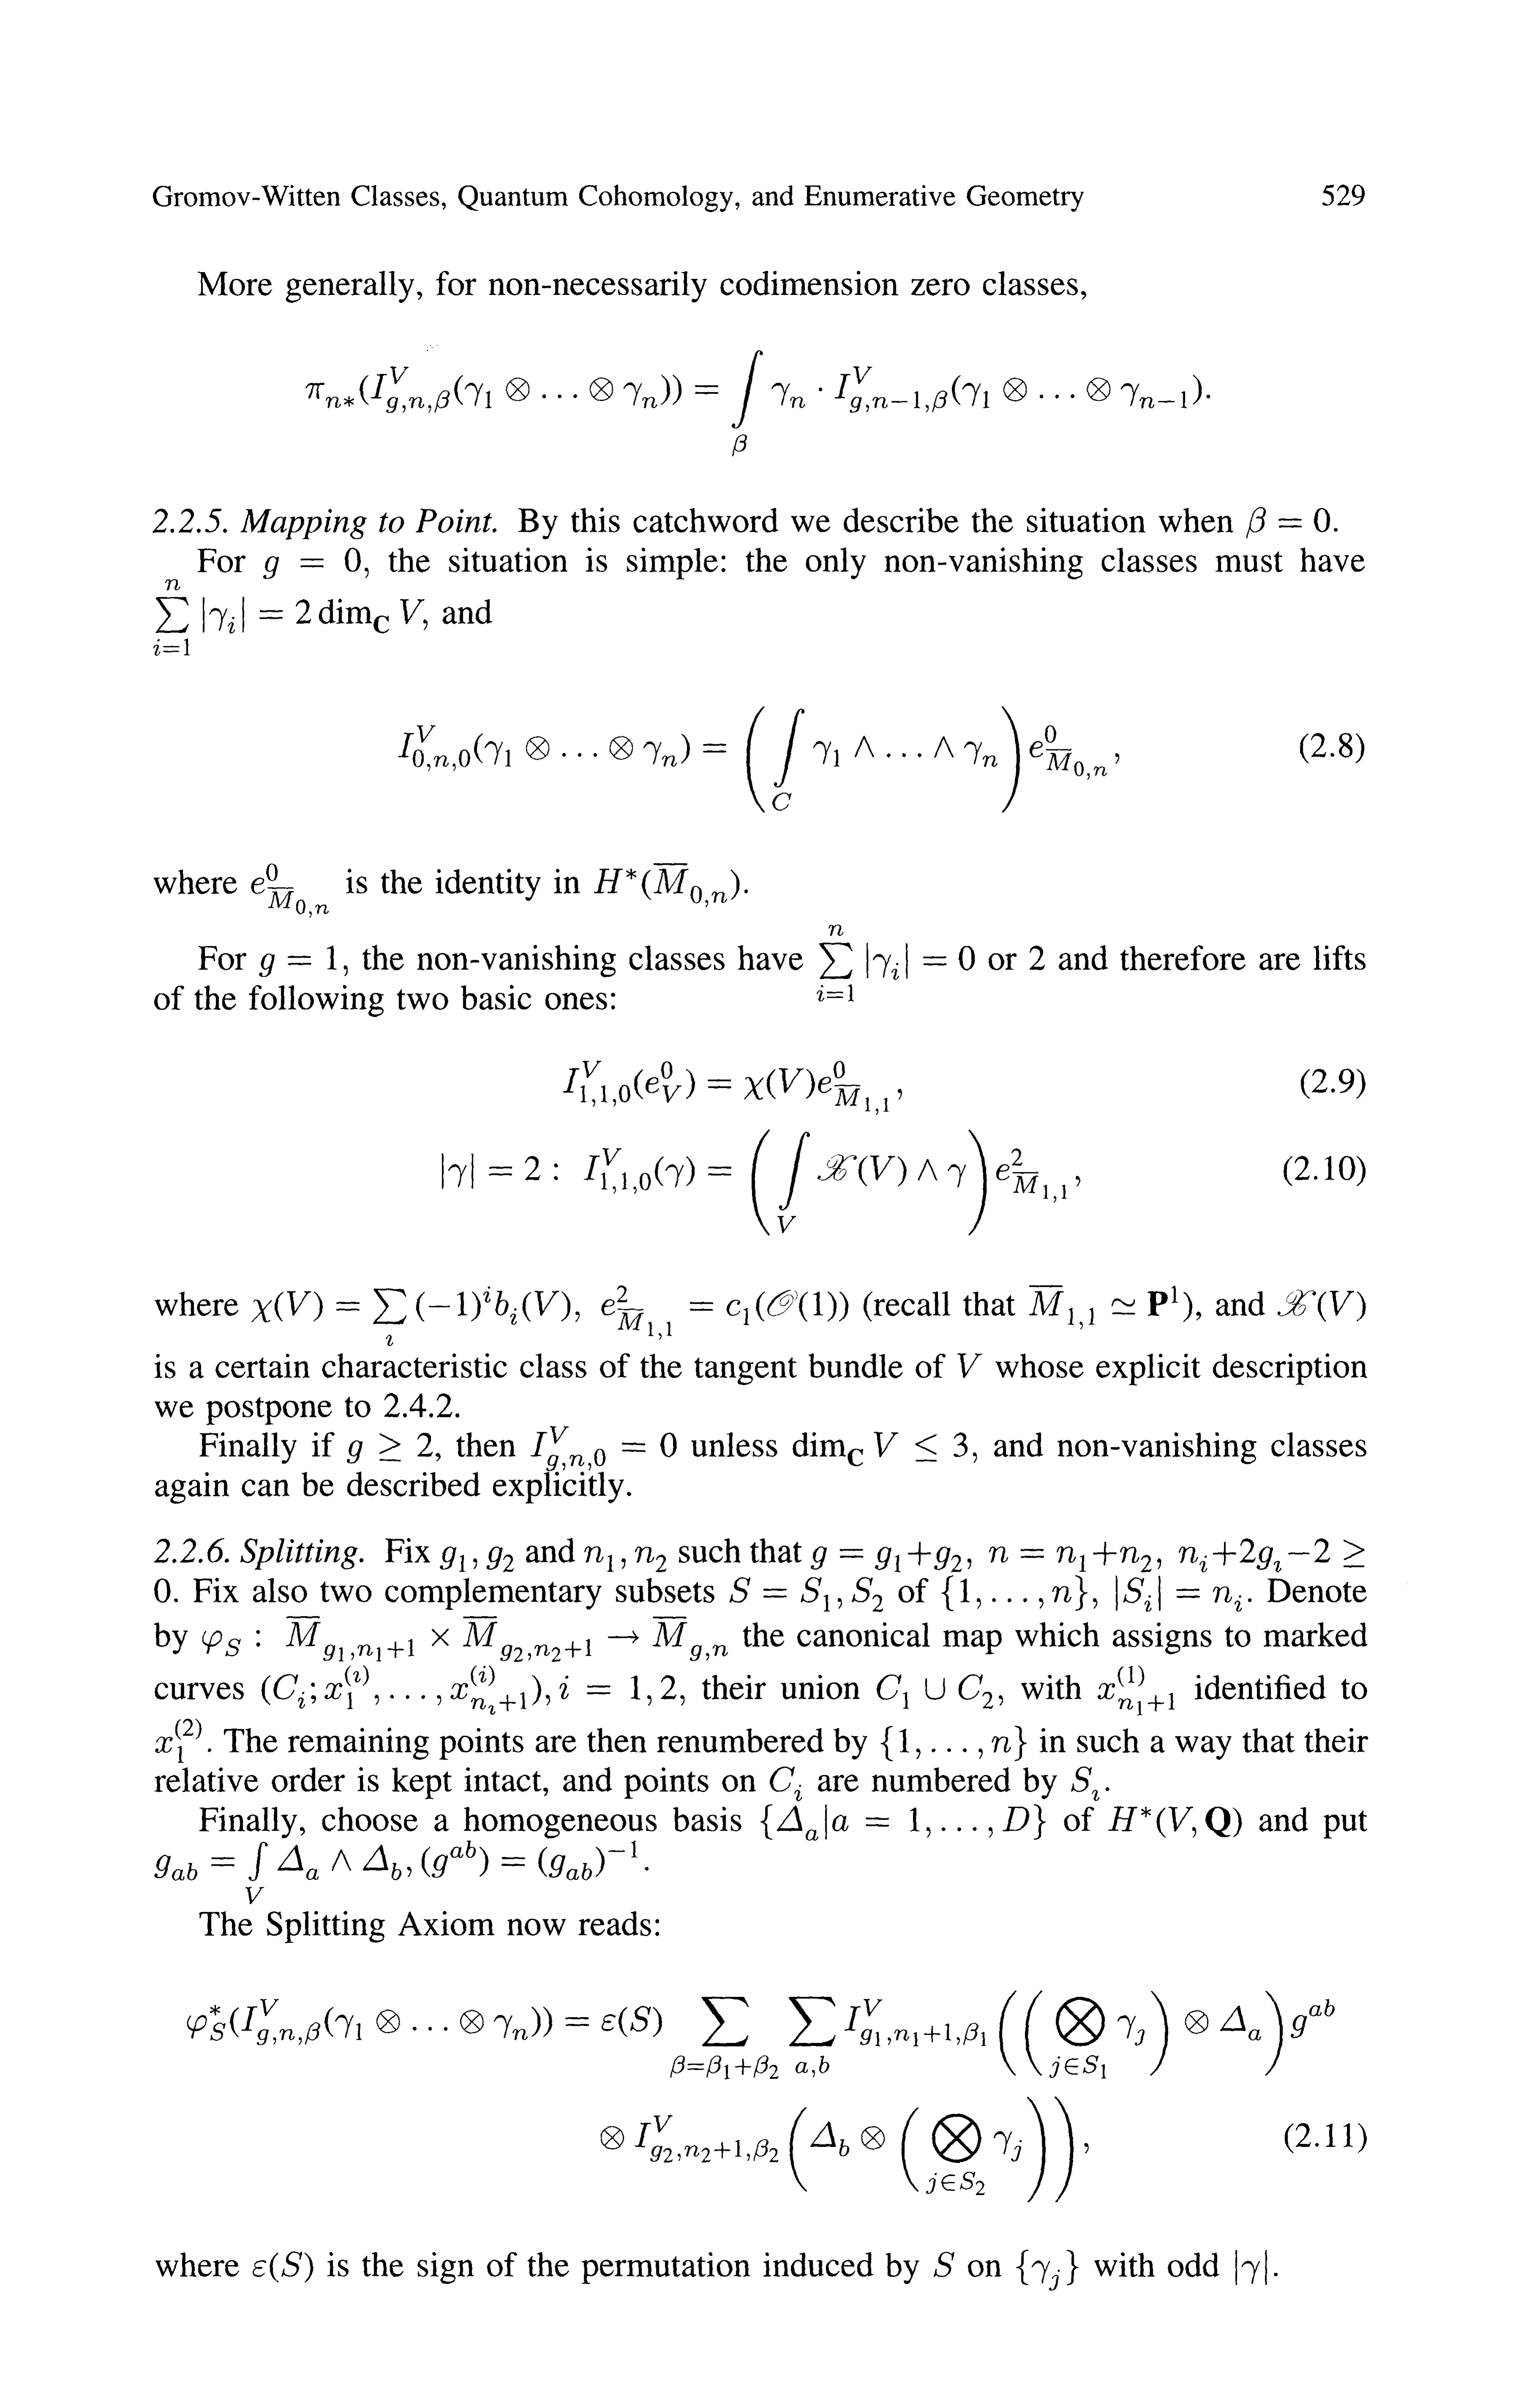 Gromov-Witten Classes, Quantum Cohomology, and Enumerative Geometry 529
More generally, for non-necessarily codimension zero classes,
$\pi_{n*}(I^V_{g,n,\beta}(\gamma_1 \otimes \ldots \otimes \gamma_n)) = \int_\beta \gamma_n \cdot I^V_{g,n-1,\beta}(\gamma_1 \otimes \ldots \otimes \gamma_{n-1}).$
2.2.5. Mapping to Point. By this catchword we describe the situation when $\beta = 0$.
For $g = 0$, the situation is simple: the only non-vanishing classes must have
$\sum_{i=1}^n |\gamma_i| = 2 \dim_{\mathbf{C}} V$, and
$I^V_{0,n,0}(\gamma_1 \otimes \ldots \otimes \gamma_n) = \left( \int_C \gamma_1 \wedge \ldots \wedge \gamma_n \right) e^0_{\overline{M}_{0,n}},$ (2.8)
where $e^0_{\overline{M}_{0,n}}$ is the identity in $H^*(\overline{M}_{0,n})$.
For $g = 1$, the non-vanishing classes have $\sum_{i=1}^n |\gamma_i| = 0$ or 2 and therefore are lifts
of the following two basic ones:
$I^V_{1,1,0}(e^0_V) = \chi(V) e^0_{\overline{M}_{1,1}},$ (2.9)
$|\gamma| = 2 : I^V_{1,1,0}(\gamma) = \left( \int_V \mathscr{X}(V) \wedge \gamma \right) e^2_{\overline{M}_{1,1}},$ (2.10)
where $\chi(V) = \sum_i (-1)^i b_i(V)$, $e^2_{\overline{M}_{1,1}} = c_1(\mathscr{O}(1))$ (recall that $\overline{M}_{1,1} \simeq \mathbf{P}^1$), and $\mathscr{X}(V)$
is a certain characteristic class of the tangent bundle of $V$ whose explicit description
we postpone to 2.4.2.
Finally if $g \geq 2$, then $I^V_{g,n,0} = 0$ unless $\dim_{\mathbf{C}} V \leq 3$, and non-vanishing classes
again can be described explicitly.
2.2.6. Splitting. Fix $g_1, g_2$ and $n_1, n_2$ such that $g = g_1 + g_2$, $n = n_1 + n_2$, $n_i + 2g_i - 2 \geq$
0. Fix also two complementary subsets $S = S_1, S_2$ of $\{1, \ldots, n\}$, $|S_i| = n_i$. Denote
by $\varphi_S : \overline{M}_{g_1,n_1+1} \times \overline{M}_{g_2,n_2+1} \to \overline{M}_{g,n}$ the canonical map which assigns to marked
curves $(C_i; x_1^{(i)}, \ldots, x_{n_i+1}^{(i)}), i = 1, 2$, their union $C_1 \cup C_2$, with $x_{n_1+1}^{(1)}$ identified to
$x_1^{(2)}$. The remaining points are then renumbered by $\{1, \ldots, n\}$ in such a way that their
relative order is kept intact, and points on $C_i$ are numbered by $S_i$.
Finally, choose a homogeneous basis $\{\Delta_a | a = 1, \ldots, D\}$ of $H^*(V, \mathbf{Q})$ and put
$g_{ab} = \int_V \Delta_a \wedge \Delta_b, (g^{ab}) = (g_{ab})^{-1}$.
The Splitting Axiom now reads:
$\varphi_S^*(I^V_{g,n,\beta}(\gamma_1 \otimes \ldots \otimes \gamma_n)) = \varepsilon(S) \sum_{\beta=\beta_1+\beta_2} \sum_{a,b} I^V_{g_1,n_1+1,\beta_1} \left( \left( \bigotimes_{j \in S_1} \gamma_j \right) \otimes \Delta_a \right) g^{ab}$
$\otimes I^V_{g_2,n_2+1,\beta_2} \left( \Delta_b \otimes \left( \bigotimes_{j \in S_2} \gamma_j \right) \right),$ (2.11)
where $\varepsilon(S)$ is the sign of the permutation induced by $S$ on $\{\gamma_j\}$ with odd $|\gamma|$.